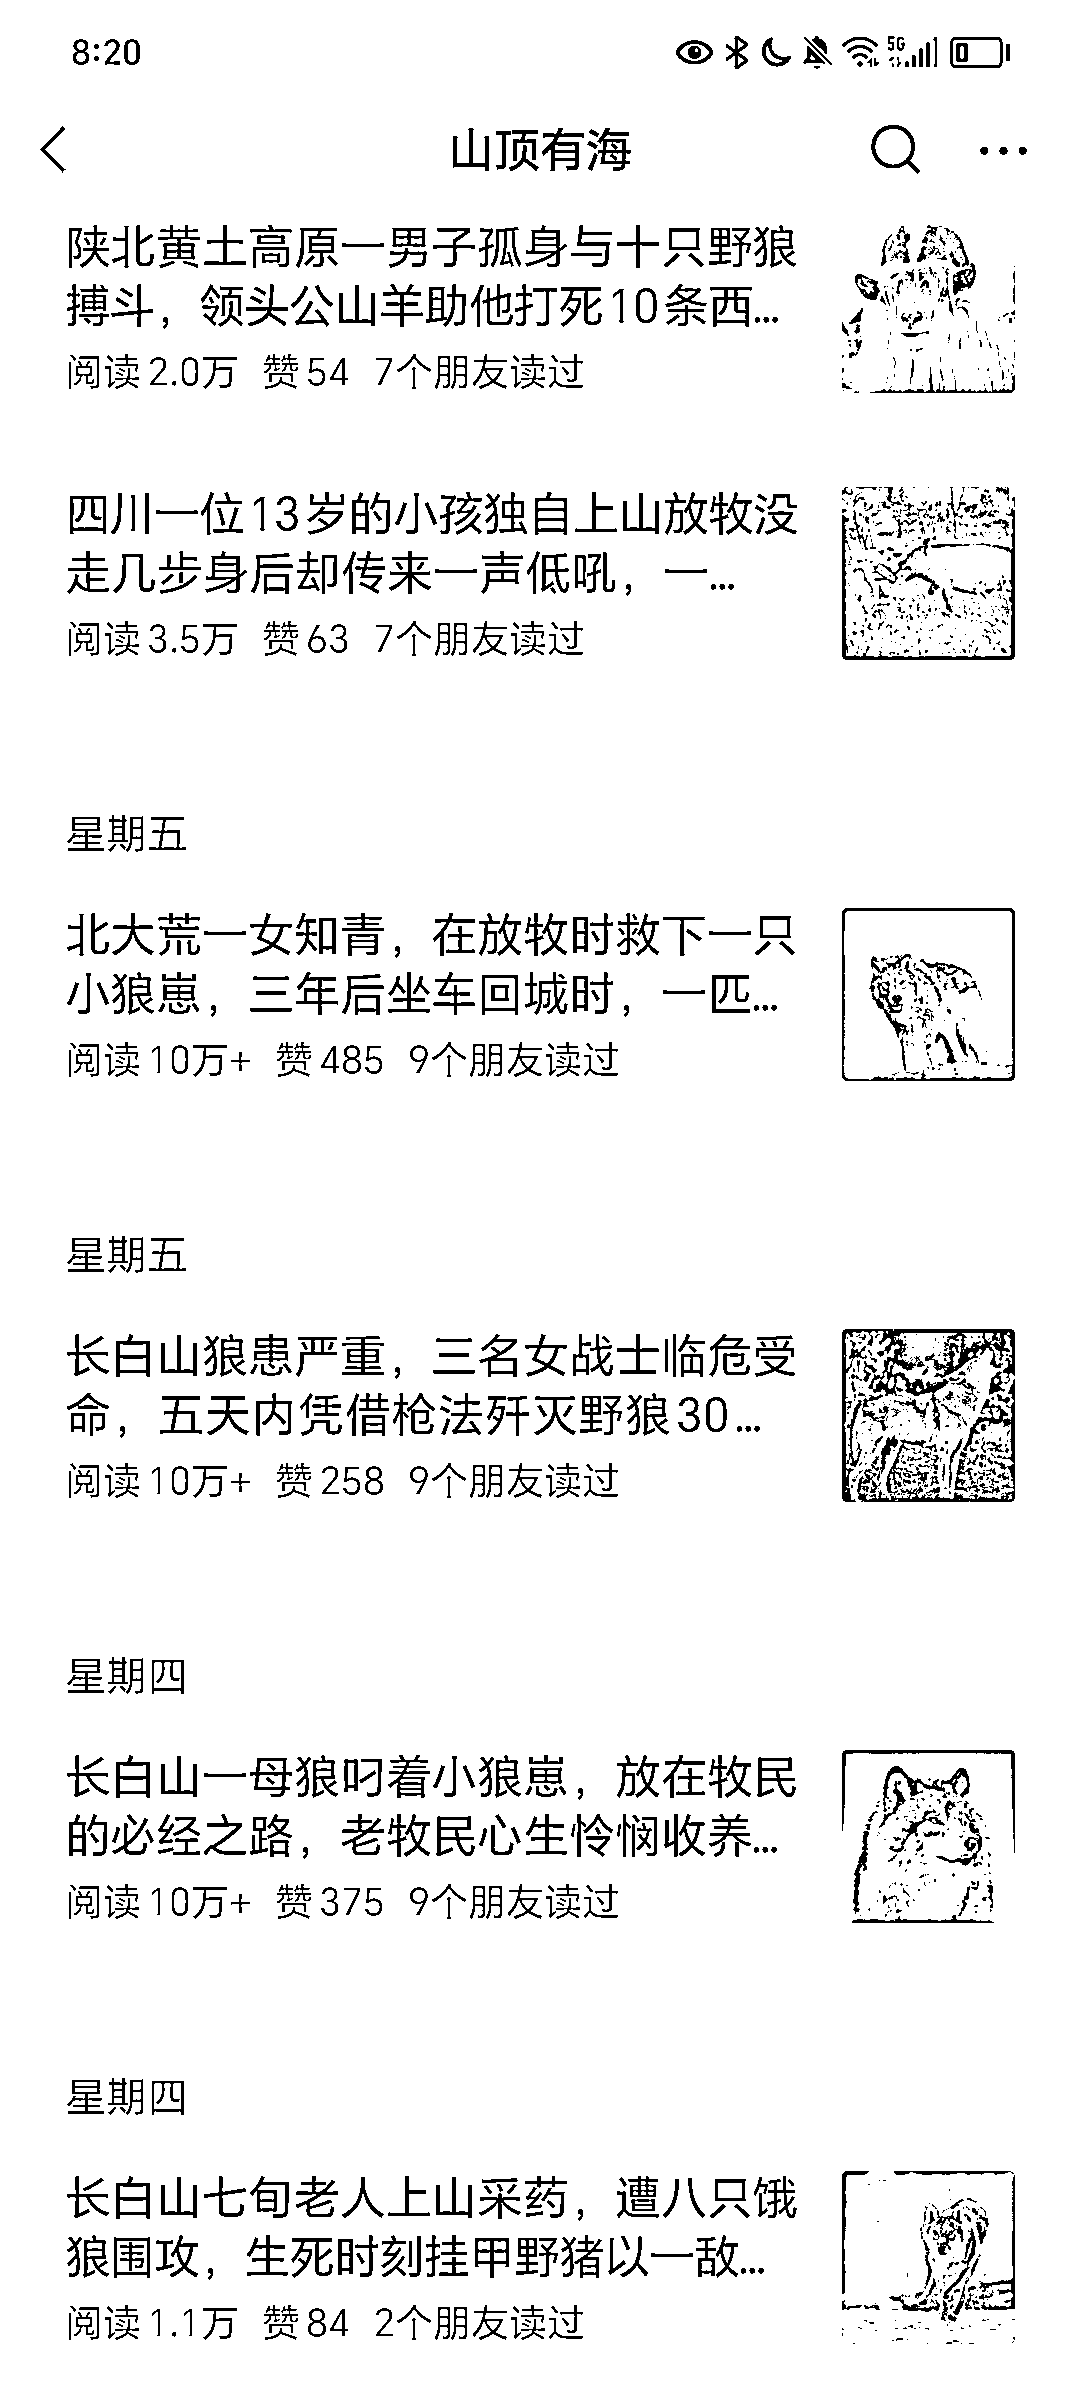 8:20
5G
山顶有海
陕北黄土高原一男子孤身与十只野狼
搏斗，领头公山羊助他打死10条西...
阅读 2.0万 赞 54 7个朋友读过
四川一位13岁的小孩独自上山放牧没
走几步身后却传来一声低吼，一...
阅读 3.5万 赞 63 7个朋友读过
星期五
北大荒一女知青，在放牧时救下一只
小狼崽，三年后坐车回城时，一匹...
阅读 10万+ 赞 485 9个朋友读过
星期五
长白山狼患严重，三名女战士临危受
命，五天内凭借枪法歼灭野狼30...
阅读 10万+ 赞 258 9个朋友读过
星期四
长白山一母狼叼着小狼崽，放在牧民
的必经之路，老牧民心生怜悯收养...
阅读 10万+ 赞 375 9个朋友读过
星期四
长白山七旬老人上山采药，遭八只饿
狼围攻，生死时刻挂甲野猪以一敌...
阅读 1.1万 赞 84 2个朋友读过